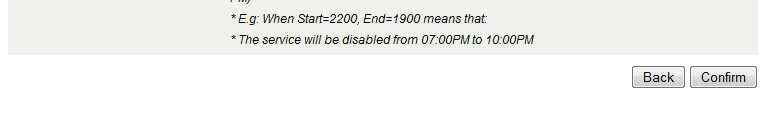 PM)
* E.g: When Start=2200, End=1900 means that:
* The service will be disabled from 07:00PM to 10:00PM
Back Confirm